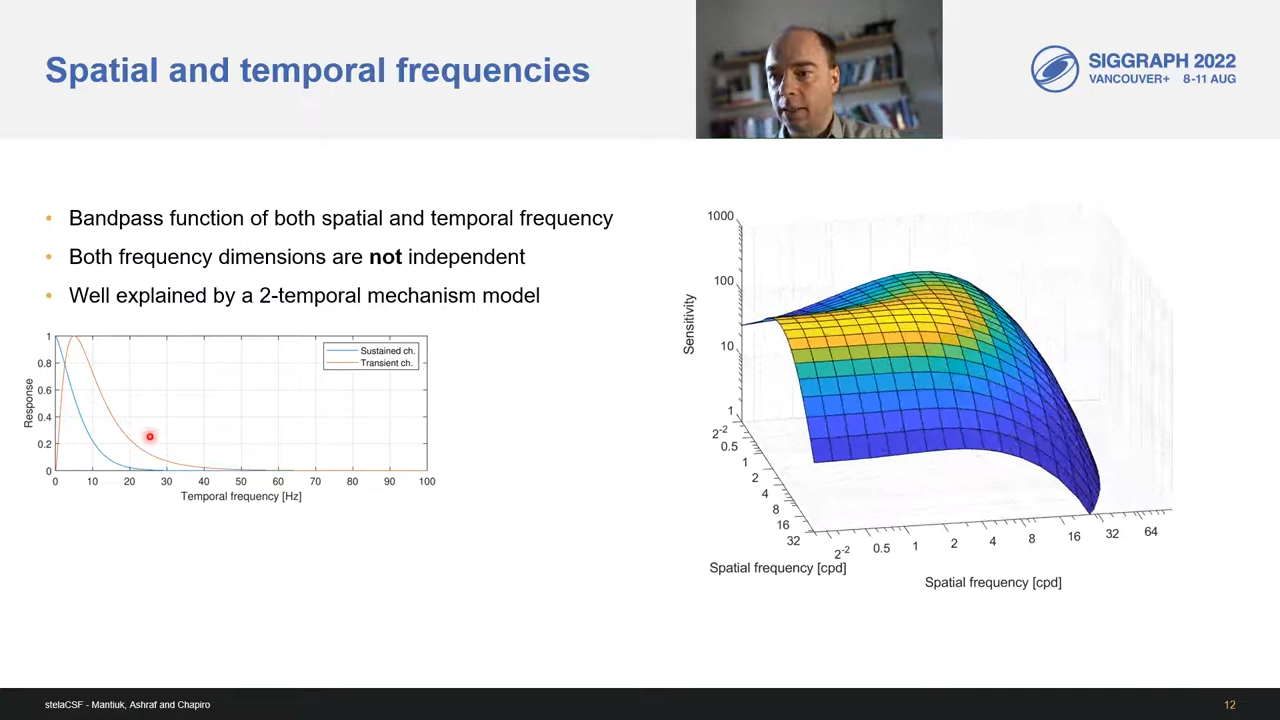 Spatial and temporal frequencies
SIGGRAPH 2022
VANCOUVER+ 8-11 AUG
• Bandpass function of both spatial and temporal frequency
• Both frequency dimensions are not independent
• Well explained by a 2-temporal mechanism model
Response
1
0.8
0.6
0.4
0.2
0
Sustained ch.
Transient ch.
0 10 20 30 40 50 60 70 80 90 100
Temporal frequency [Hz]
Sensitivity
1000
100
10
1
2-2
0.5
1
2
4
8
16
32
2-2 0.5 1 2 4 8 16 32 64
Spatial frequency [cpd]
Spatial frequency [cpd]
stelaCSF - Mantiuk, Ashraf and Chapiro
12